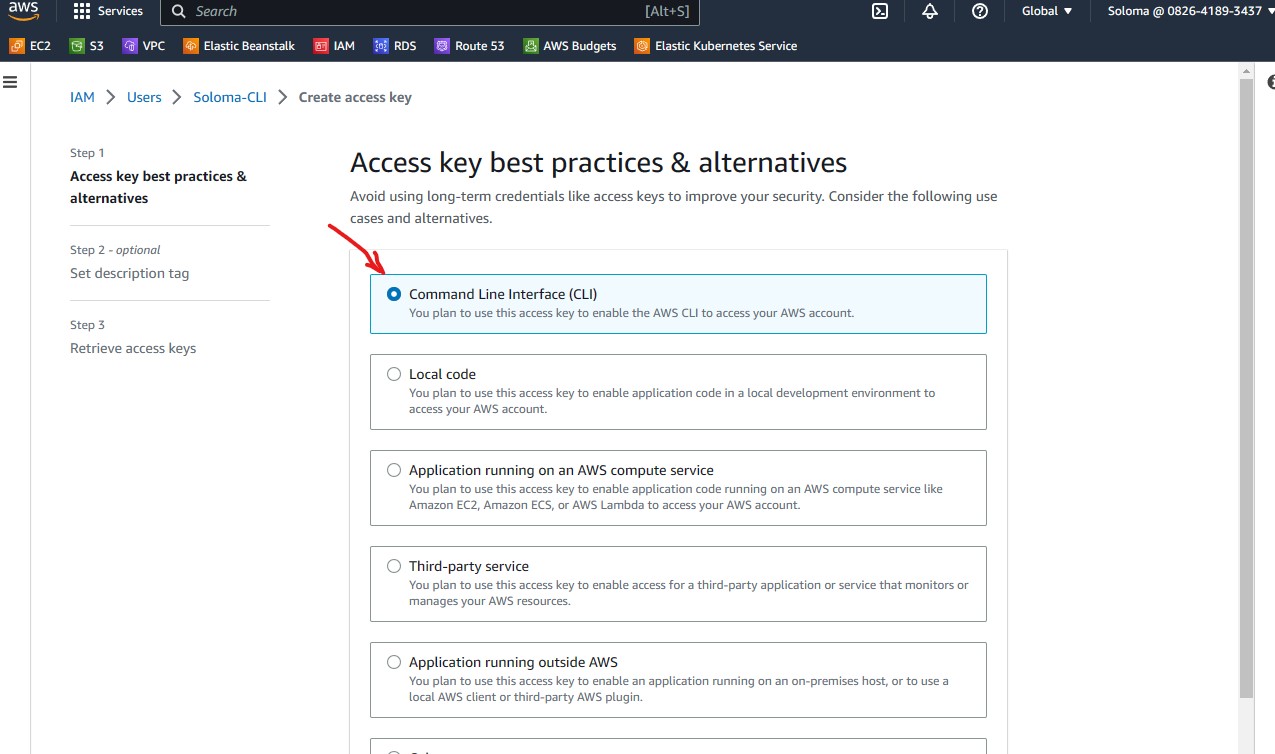 aws
Services
Search
[Alt+S]
Global
Soloma @ 0826-4189-3437
EC2
S3
VPC
Elastic Beanstalk
IAM
RDS
Route 53
AWS Budgets
Elastic Kubernetes Service
IAM
Users
Soloma-CLI
Create access key
Step 1
Access key best practices &
alternatives
Step 2 - optional
Set description tag
Step 3
Retrieve access keys
Access key best practices & alternatives
Avoid using long-term credentials like access keys to improve your security. Consider the following use
cases and alternatives.
Command Line Interface (CLI)
You plan to use this access key to enable the AWS CLI to access your AWS account.
Local code
You plan to use this access key to enable application code in a local development environment to
access your AWS account.
Application running on an AWS compute service
You plan to use this access key to enable application code running on an AWS compute service like
Amazon EC2, Amazon ECS, or AWS Lambda to access your AWS account.
Third-party service
You plan to use this access key to enable access for a third-party application or service that monitors or
manages your AWS resources.
Application running outside AWS
You plan to use this access key to enable an application running on an on-premises host, or to use a
local AWS client or third-party AWS plugin.